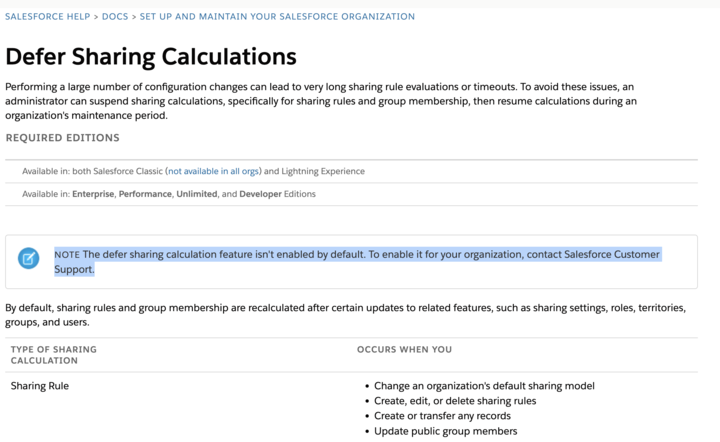 SALESFORCE HELP > DOCS > SET UP AND MAINTAIN YOUR SALESFORCE ORGANIZATION
Defer Sharing Calculations
Performing a large number of configuration changes can lead to very long sharing rule evaluations or timeouts. To avoid these issues, an
administrator can suspend sharing calculations, specifically for sharing rules and group membership, then resume calculations during an
organization's maintenance period.
REQUIRED EDITIONS
Available in: both Salesforce Classic (not available in all orgs) and Lightning Experience
Available in: Enterprise, Performance, Unlimited, and Developer Editions
NOTE The defer sharing calculation feature isn't enabled by default. To enable it for your organization, contact Salesforce Customer
Support.
By default, sharing rules and group membership are recalculated after certain updates to related features, such as sharing settings, roles, territories,
groups, and users.
TYPE OF SHARING
CALCULATION
OCCURS WHEN YOU
Sharing Rule
• Change an organization's default sharing model
• Create, edit, or delete sharing rules
• Create or transfer any records
• Update public group members